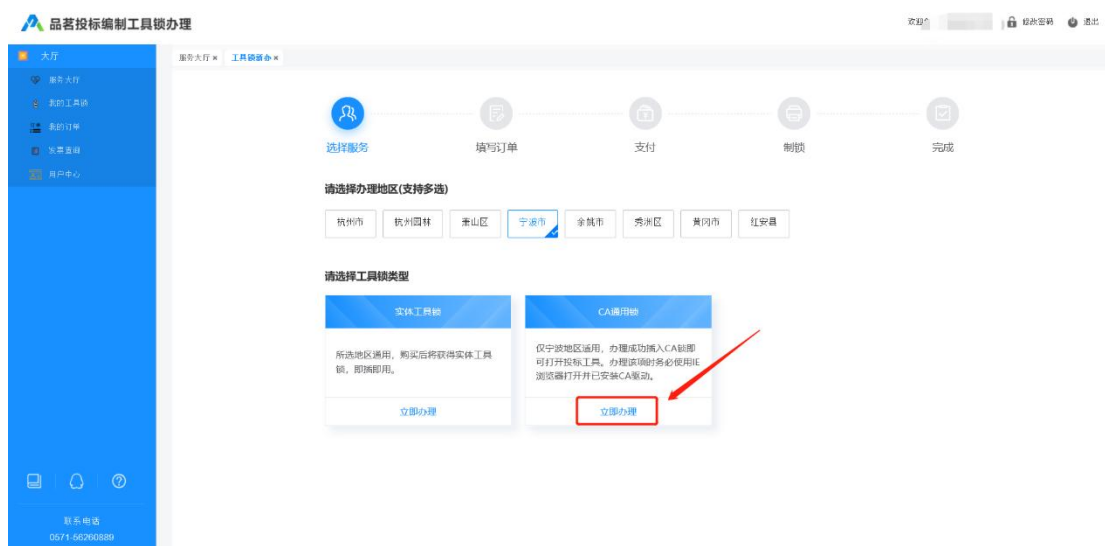 品茗投标编制工具锁办理
欢迎 修改密码 退出
大厅
服务大厅
我的工具锁
我的订单
发票查询
用户中心
服务大厅 × 工具锁新办 ×
选择服务 填写订单 支付 制锁 完成
请选择办理地区(支持多选)
杭州市 杭州园林 萧山区 宁波市 余姚市 秀洲区 黄冈市 红安县
请选择工具锁类型
实体工具锁
所选地区通用，购买后将获得实体工具
锁，即插即用。
立即办理
CA通用锁
仅宁波地区适用，办理成功插入CA锁即
可打开投标工具。办理该项时务必使用IE
浏览器打开并已安装CA驱动。
立即办理
联系电话
0571-56260889